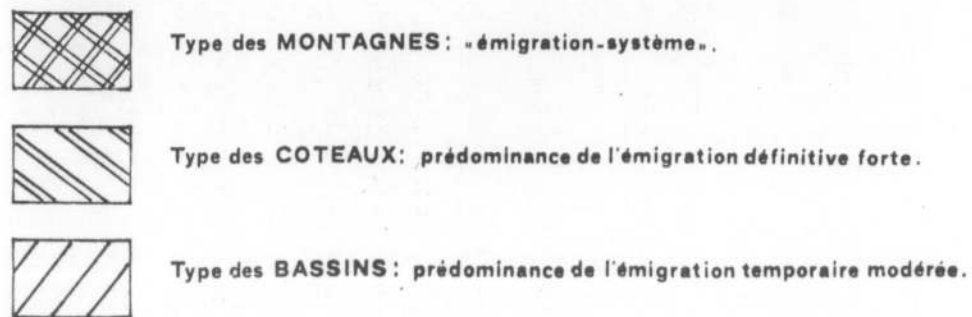 Type des MONTAGNES: «émigration-système».
Type des COTEAUX: prédominance de l'émigration définitive forte.
Type des BASSINS: prédominance de l'émigration temporaire modérée.